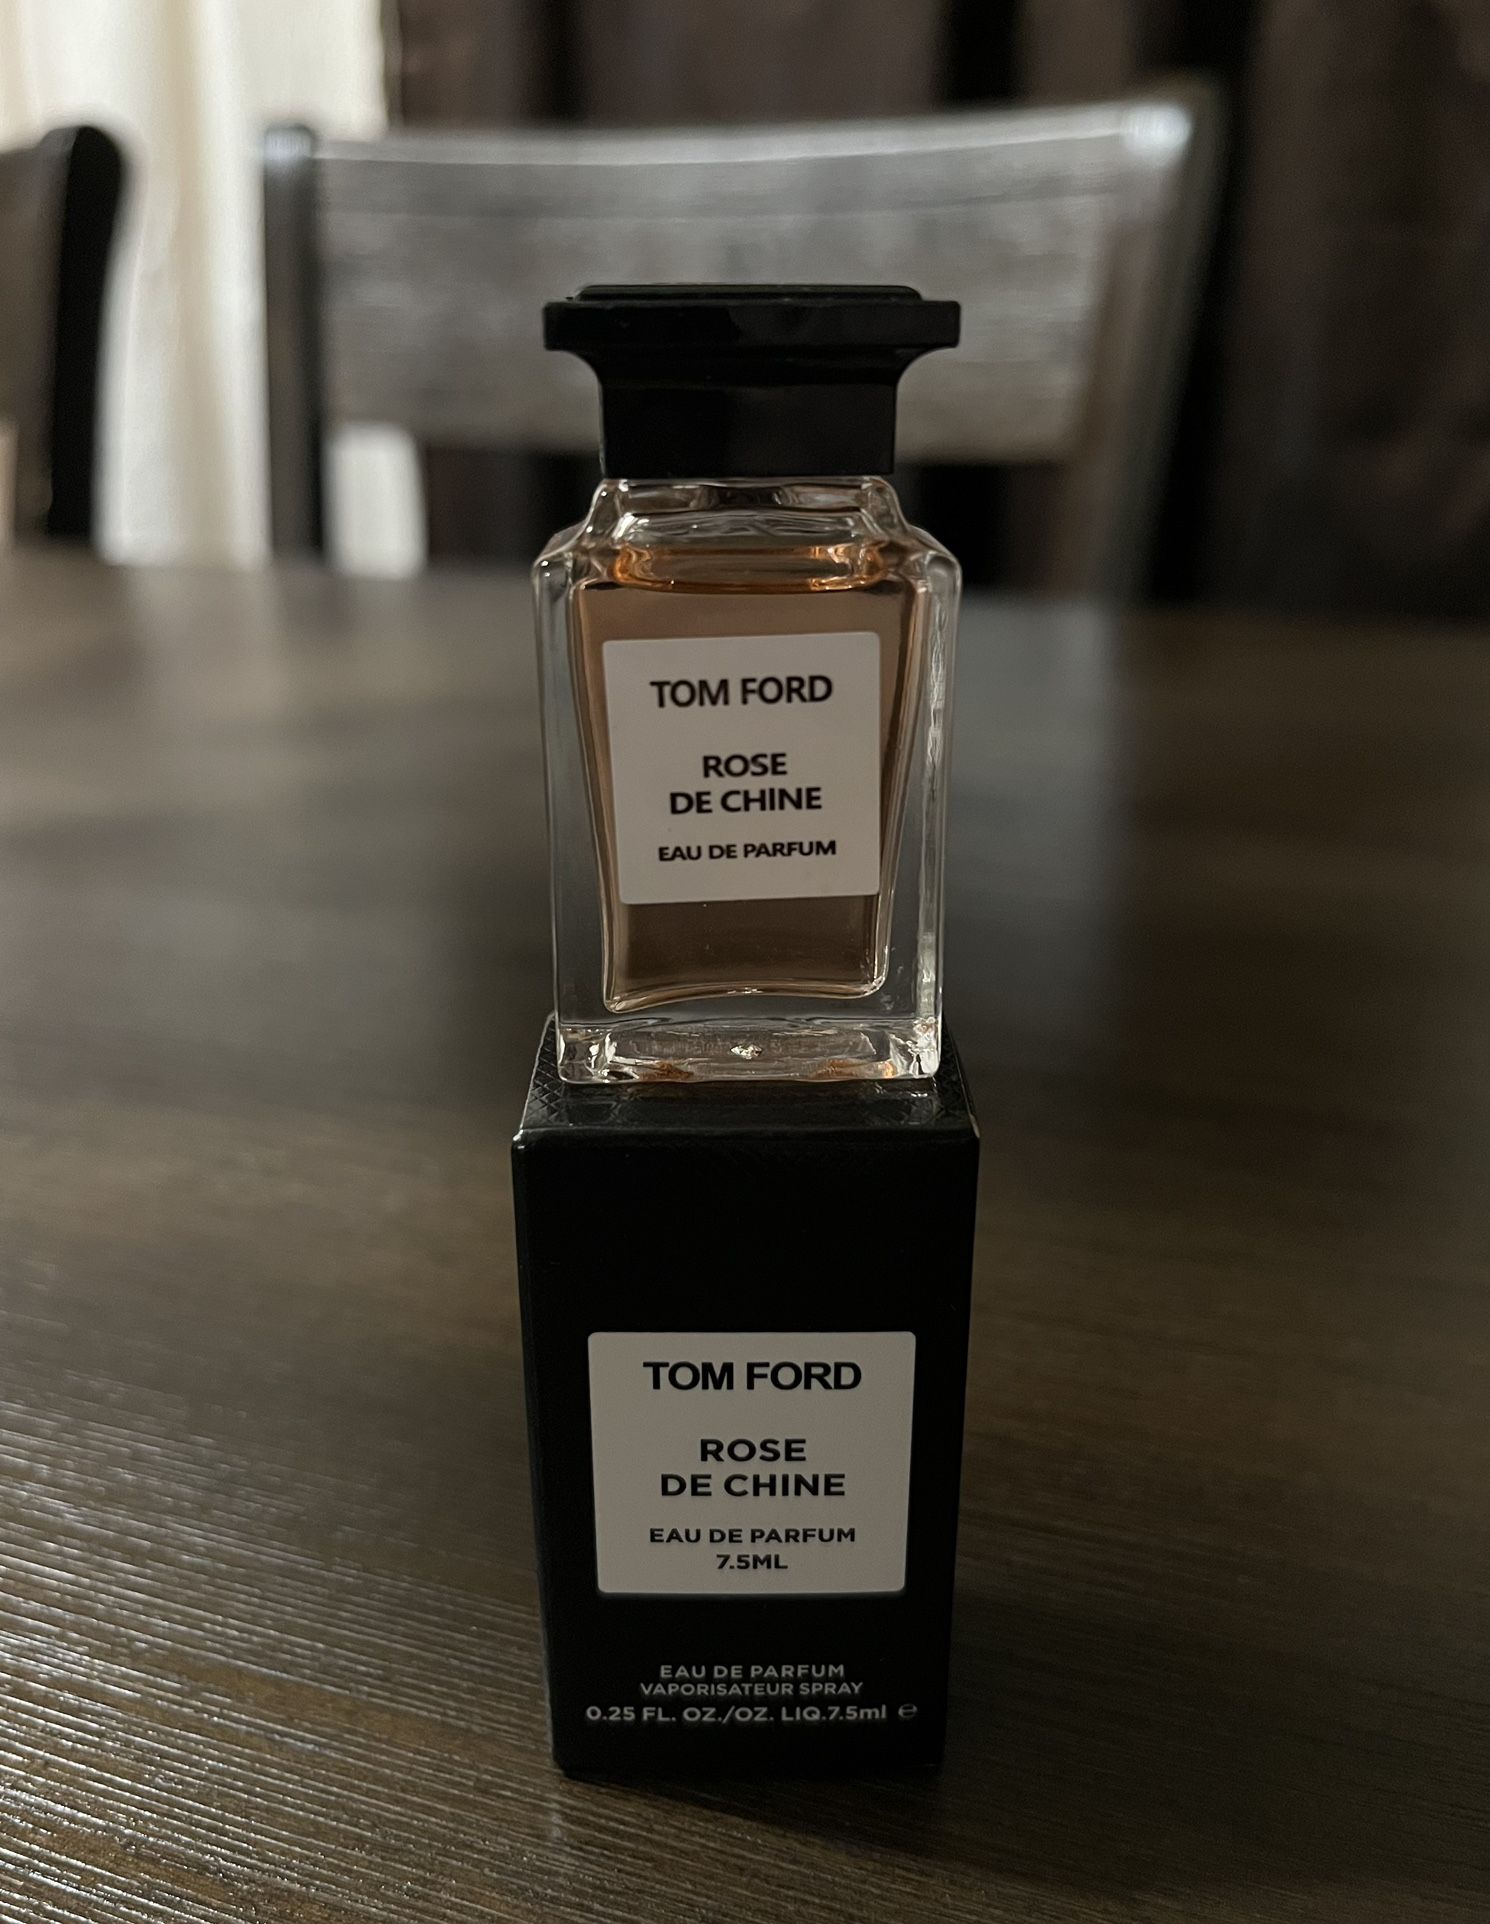 TOM FORD
ROSE
DE CHINE
EAU DE PARFUM
TOM FORD
ROSE
DE CHINE
EAU DE PARFUM
7.5ML
EAU DE PARFUM
VAPORISATEUR SPRAY
0.25 FL. OZ./OZ. LIQ.7.5ml ℮